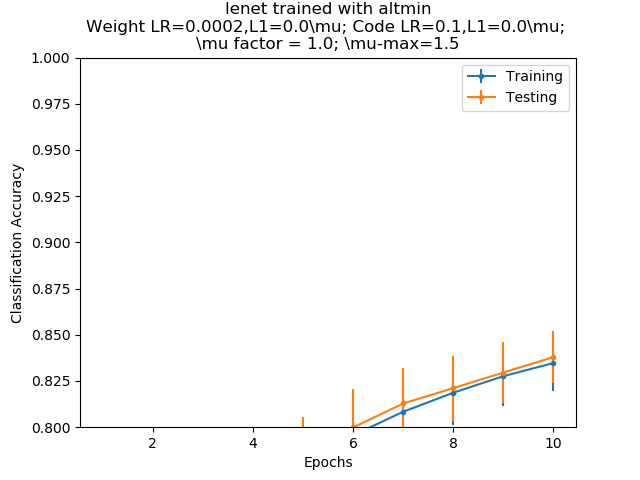 lenet trained with altmin
Weight LR=0.0002,L1=0.0\mu; Code LR=0.1,L1=0.0\mu;
\mu factor = 1.0; \mu-max=1.5
Training
Testing
Classification Accuracy
1.000
0.975
0.950
0.925
0.900
0.875
0.850
0.825
0.800
2
4
6
8
10
Epochs